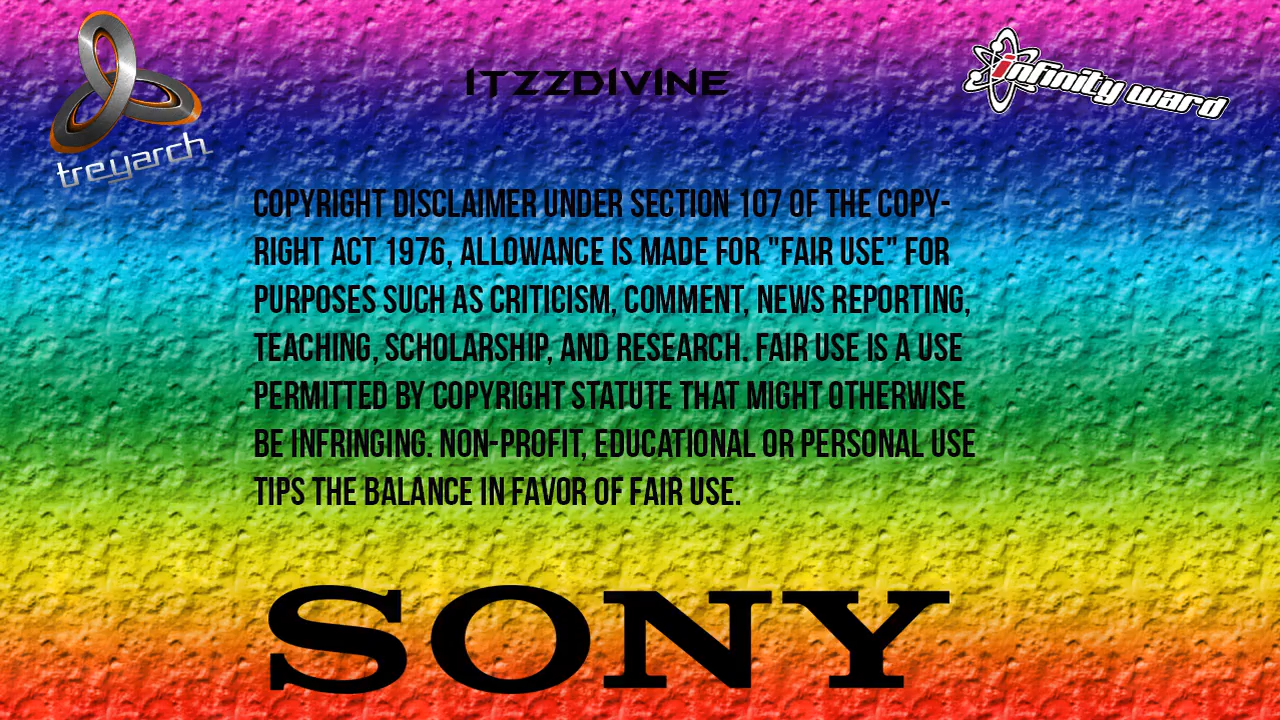 treyarch
ITZZDIVINE
infinity ward
COPYRIGHT DISCLAIMER UNDER SECTION 107 OF THE COPY-
RIGHT ACT 1976, ALLOWANCE IS MADE FOR "FAIR USE" FOR
PURPOSES SUCH AS CRITICISM, COMMENT, NEWS REPORTING,
TEACHING, SCHOLARSHIP, AND RESEARCH. FAIR USE IS A USE
PERMITTED BY COPYRIGHT STATUTE THAT MIGHT OTHERWISE
BE INFRINGING. NON-PROFIT, EDUCATIONAL OR PERSONAL USE
TIPS THE BALANCE IN FAVOR OF FAIR USE.
SONY